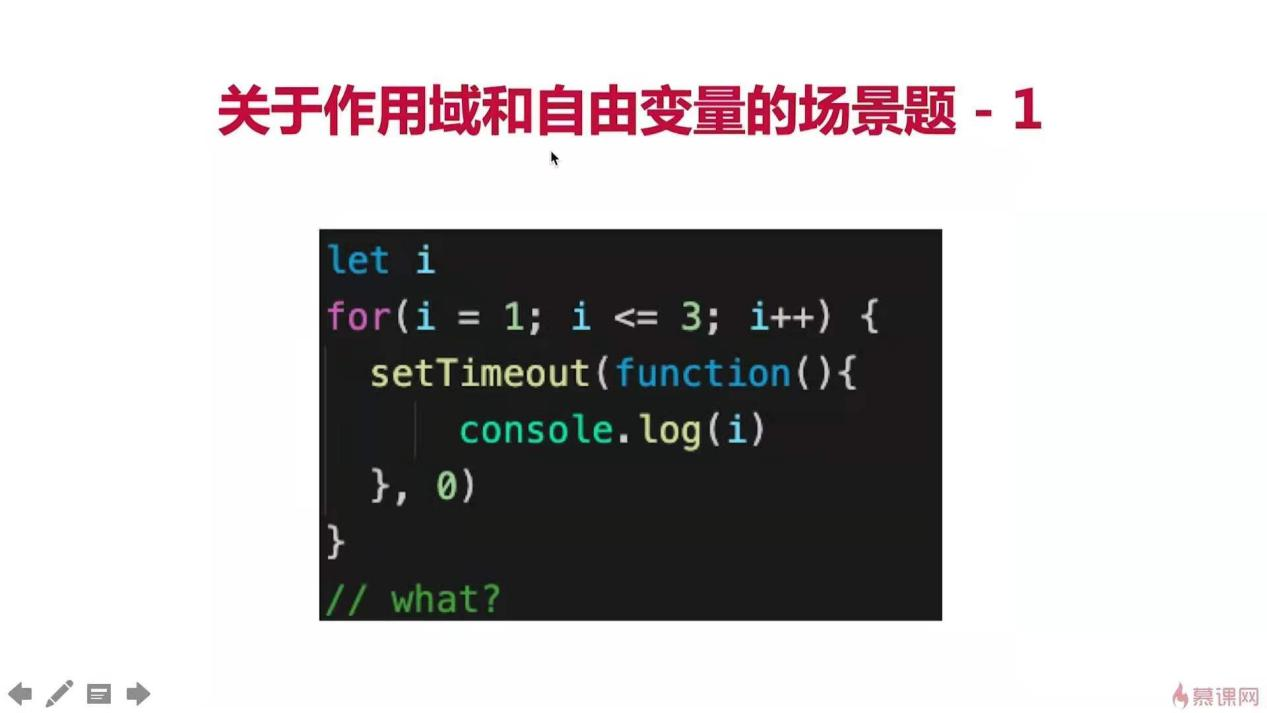 关于作用域和自由变量的场景题 - 1
let i
for(i = 1; i <= 3; i++) {
setTimeout(function(){
console.log(i)
}, 0)
}
// what?
慕课网